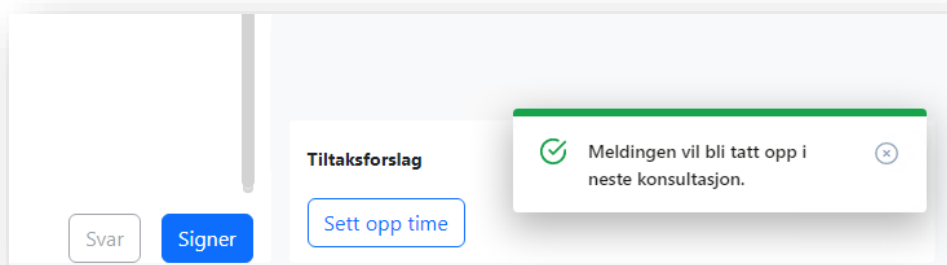 Tiltaksforslag
Meldingen vil bli tatt opp i
neste konsultasjon.
Svar
Signer
Sett opp time